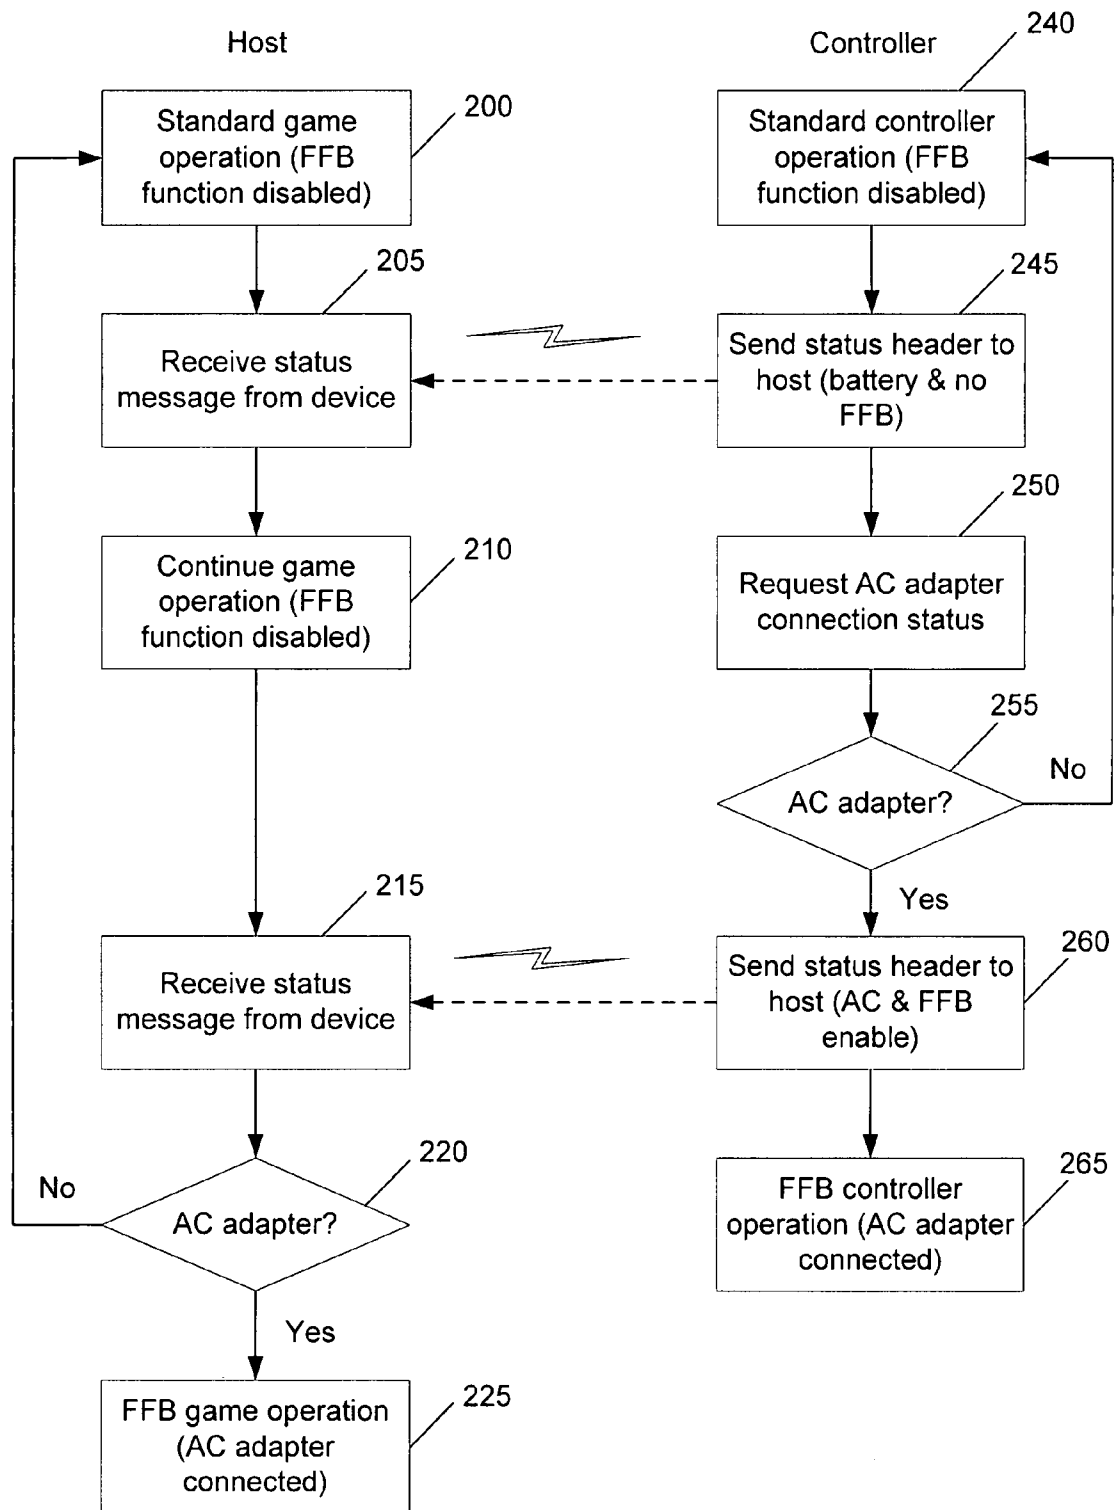 Host
Controller
240
200
Standard game
operation (FFB
function disabled)
Standard controller
operation (FFB
function disabled)
205
245
Receive status
message from device
Send status header to
host (battery & no
FFB)
210
250
Continue game
operation (FFB
function disabled)
Request AC adapter
connection status
255
AC adapter?
No
Yes
215
260
Receive status
message from device
Send status header to
host (AC & FFB
enable)
220
265
No
AC adapter?
FFB controller
operation (AC adapter
connected)
Yes
225
FFB game operation
(AC adapter
connected)